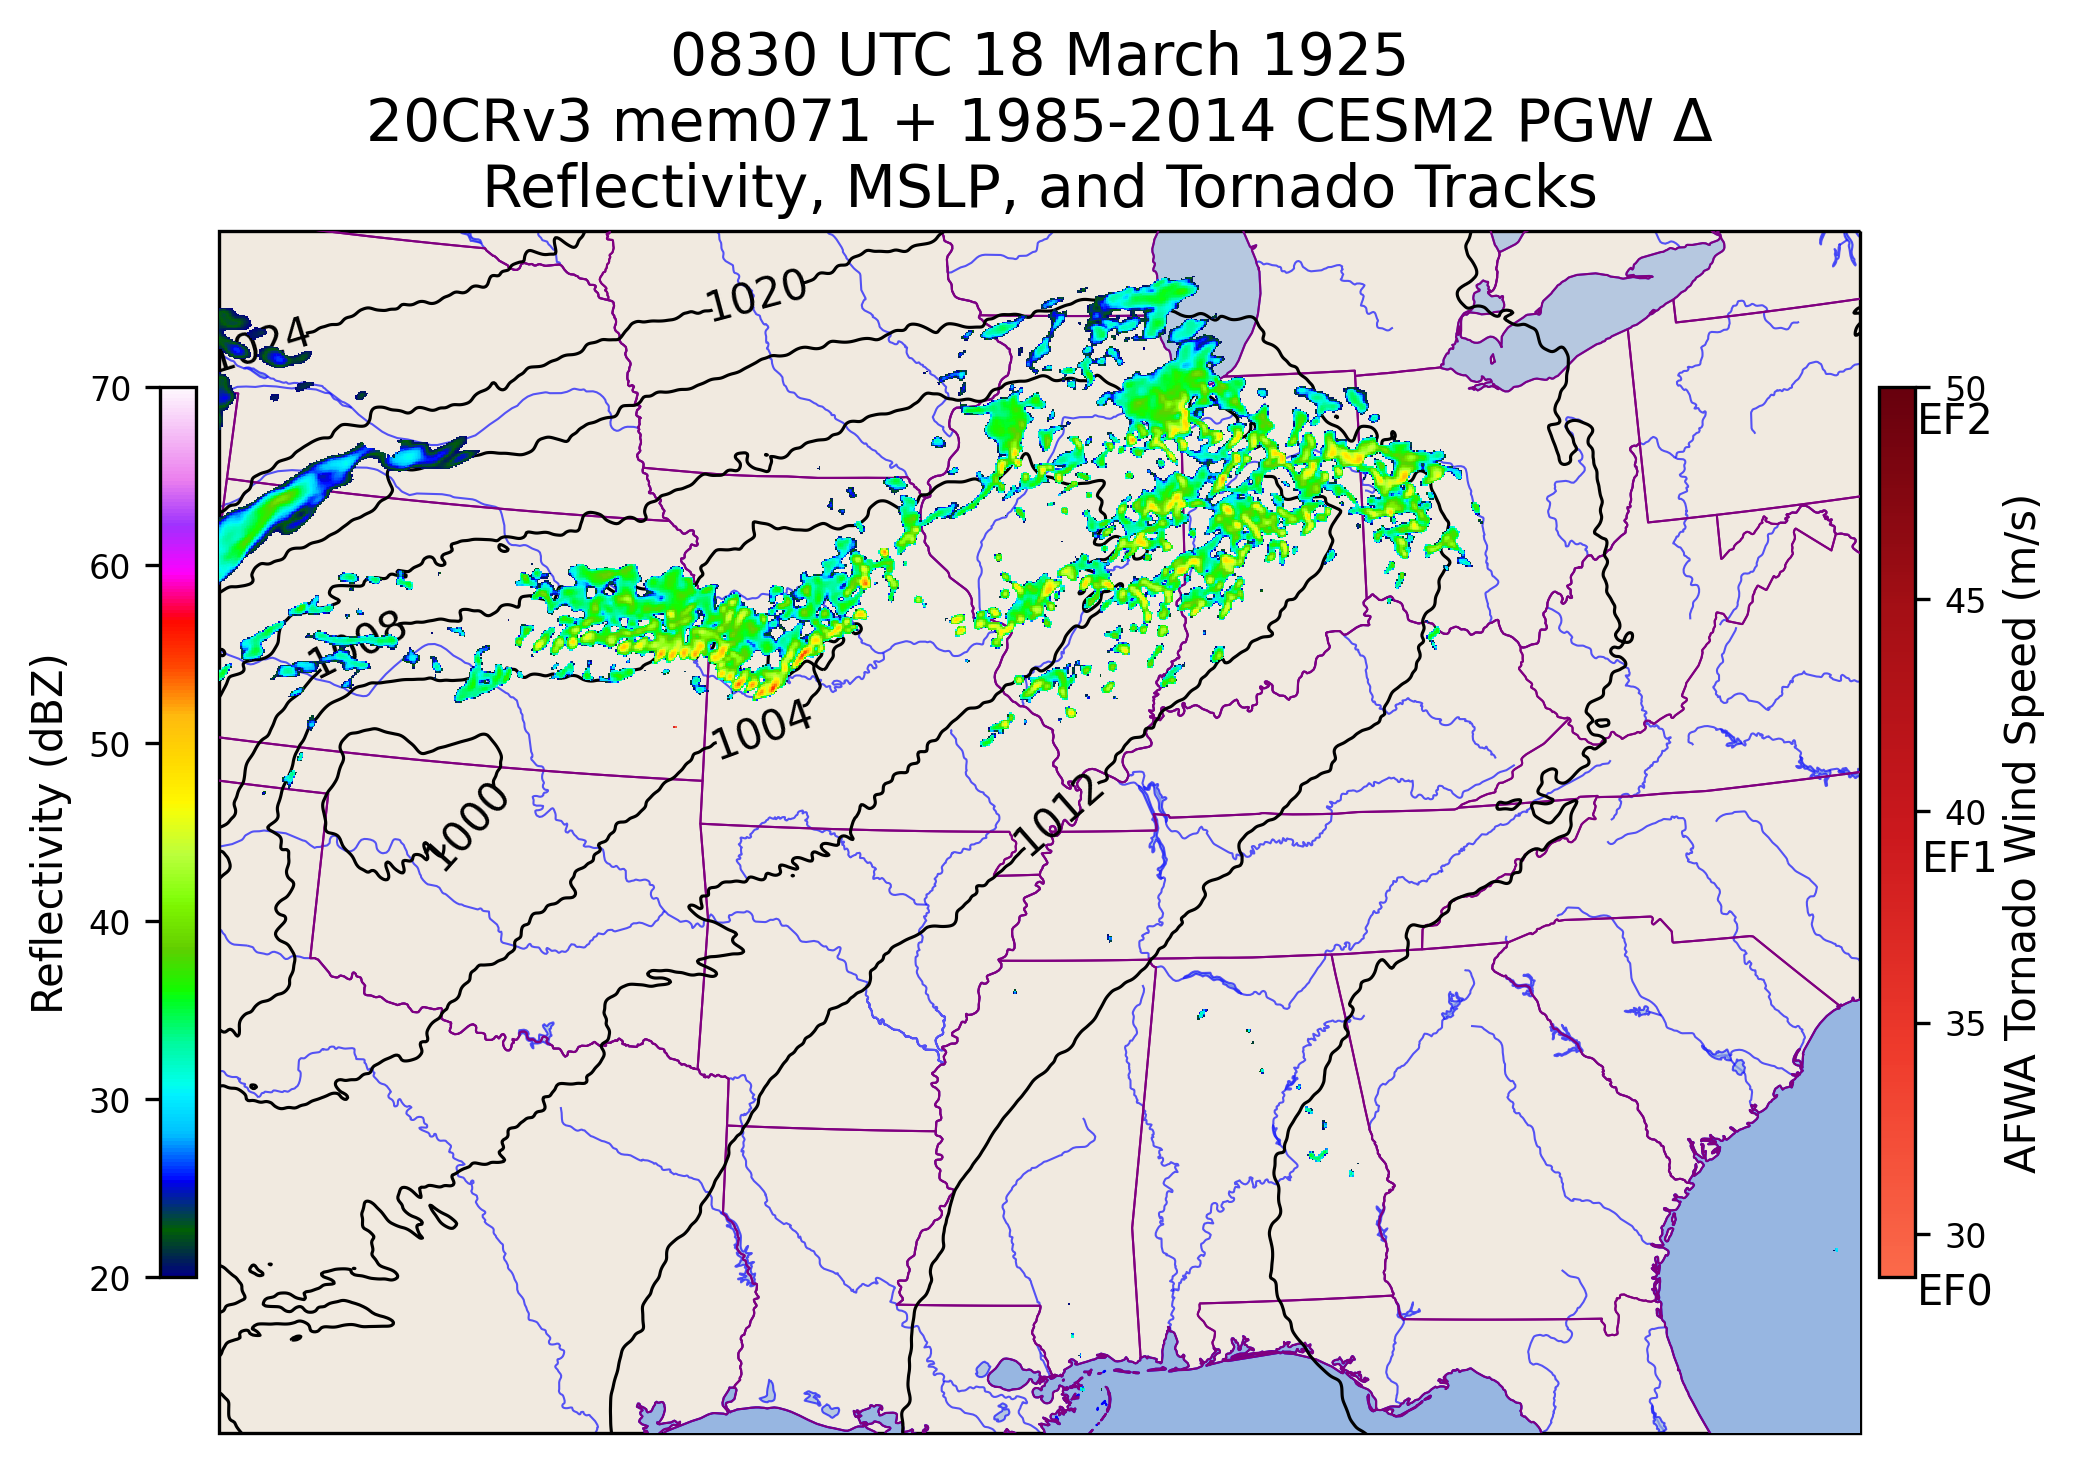 0830 UTC 18 March 1925
20CRv3 mem071 + 1985-2014 CESM2 PGW Δ
Reflectivity, MSLP, and Tornado Tracks
1020
1024
1008
1004
1000
1012
70
60
50
40
30
20
Reflectivity (dBZ)
50
EF2
45
40
EF1
35
30
EF0
AFWA Tornado Wind Speed (m/s)